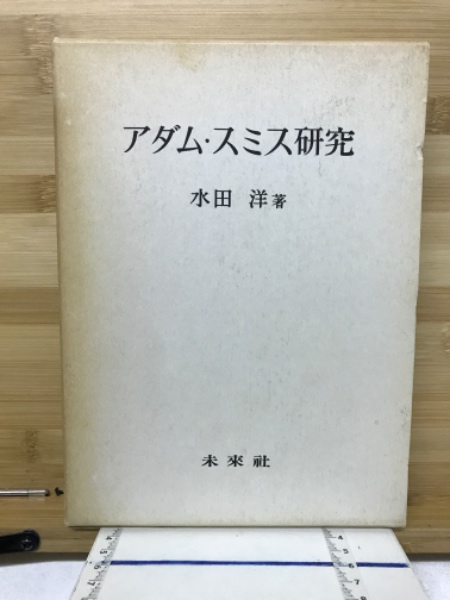 アダム・スミス研究
水田 洋 著
未來社